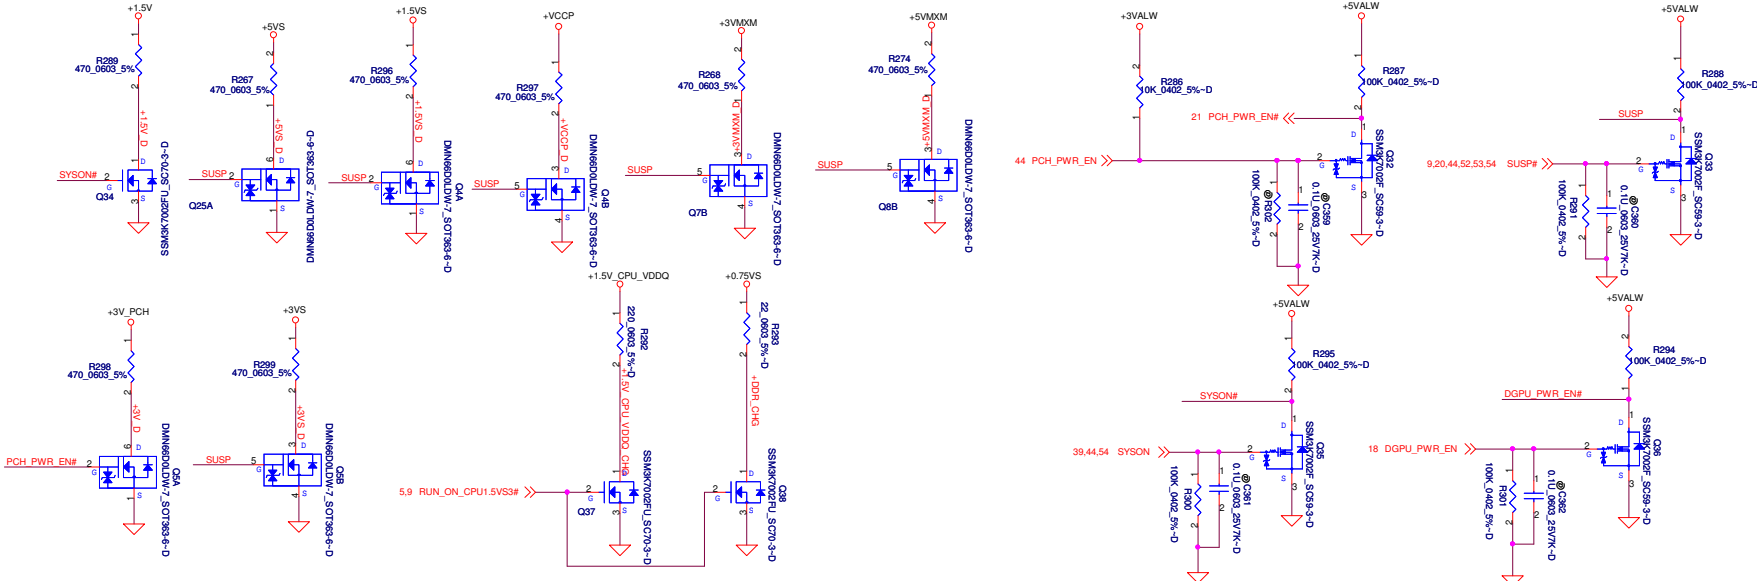 +1.5V
R289
470_0603_5%
+1.5V_D
SYSON#
Q34
SSM3K7002FU_SC70-3~D
+5VS
R267
470_0603_5%
+5VS_D
SUSP
Q25A
DMN66D0LDW-7_SOT363-6~D
+1.5VS
R296
470_0603_5%
+1.5VS_D
SUSP
Q4A
DMN66D0LDW-7_SOT363-6~D
+VCCP
R297
470_0603_5%
+VCCP_D
SUSP
Q4B
DMN66D0LDW-7_SOT363-6~D
+3VMXM
R268
470_0603_5%
+3VMXM_D
SUSP
Q7B
DMN66D0LDW-7_SOT363-6~D
+5VMXM
R274
470_0603_5%
+5VMXM_D
SUSP
Q8B
DMN66D0LDW-7_SOT363-6~D
+3VALW
R286
10K_0402_5%~D
+5VALW
R287
100K_0402_5%~D
21 PCH_PWR_EN#
44 PCH_PWR_EN
Q32
SSM3K7002F_SC59-3~D
@R302
100K_0402_5%~D
@C359
0.1U_0603_25V7K~D
+5VALW
R288
100K_0402_5%~D
SUSP
9,20,44,52,53,54 SUSP#
Q33
SSM3K7002F_SC59-3~D
R291
100K_0402_5%~D
@C360
0.1U_0603_25V7K~D
+3V_PCH
R298
470_0603_5%
+3V_D
PCH_PWR_EN#
Q5A
DMN66D0LDW-7_SOT363-6~D
+3VS
R299
470_0603_5%
+3VS_D
SUSP
Q5B
DMN66D0LDW-7_SOT363-6~D
+1.5V_CPU_VDDQ
R292
220_0603_5%~D
+1.5V_CPU_VDDQ_CHG
5,9 RUN_ON_CPU1.5VS3#
Q37
SSM3K7002FU_SC70-3~D
+0.75VS
R293
22_0603_5%~D
+DDR_CHG
Q38
SSM3K7002FU_SC70-3~D
+5VALW
R295
100K_0402_5%~D
SYSON#
39,44,54 SYSON
Q35
SSM3K7002F_SC59-3~D
R300
100K_0402_5%~D
@C361
0.1U_0603_25V7K~D
+5VALW
R294
100K_0402_5%~D
DGPU_PWR_EN#
18 DGPU_PWR_EN
Q36
SSM3K7002F_SC59-3~D
R301
100K_0402_5%~D
@C362
0.1U_0603_25V7K~D